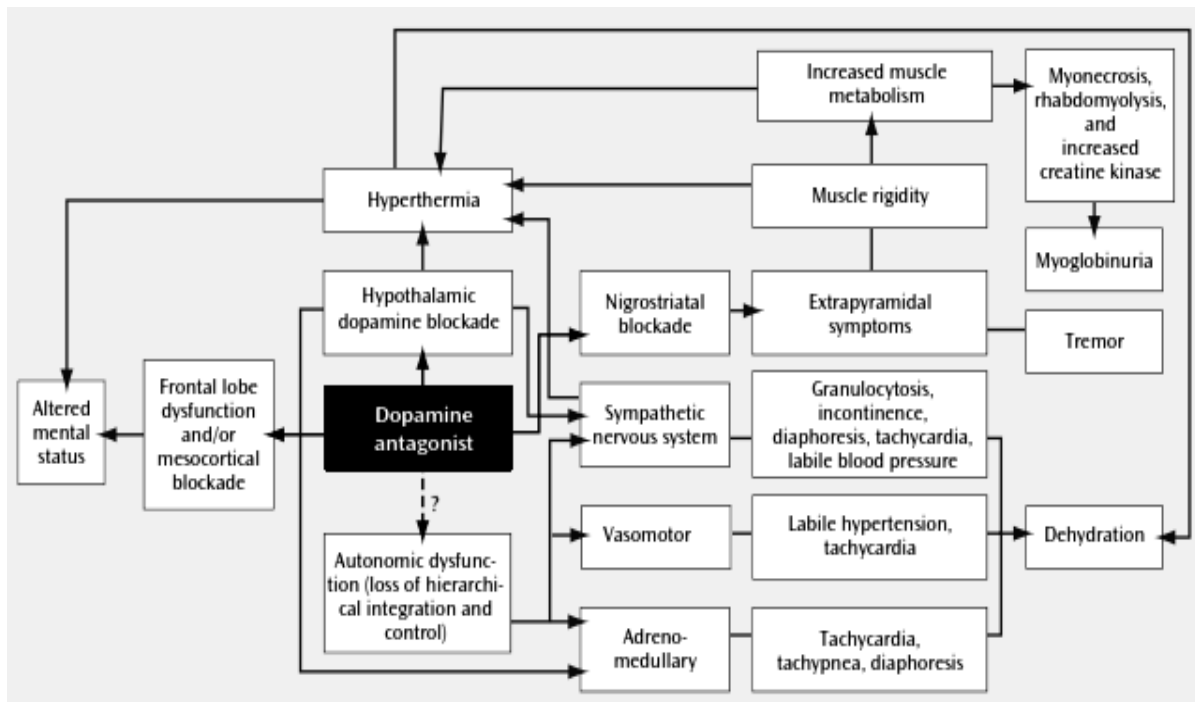 Increased muscle
metabolism
Myonecrosis,
rhabdomyolysis,
and
increased
creatine kinase
Hyperthermia
Muscle rigidity
Myoglobinuria
Hypothalamic
dopamine blockade
Nigrostriatal
blockade
Extrapyramidal
symptoms
Tremor
Altered
mental
status
Frontal lobe
dysfunction
and/or
mesocortical
blockade
Dopamine
antagonist
Sympathetic
nervous system
Granulocytosis,
incontinence,
diaphoresis, tachycardia,
labile blood pressure
?
Autonomic dysfunc-
tion (loss of hierarchi-
cal integration and
control)
Vasomotor
Labile hypertension,
tachycardia
Dehydration
Adreno-
medullary
Tachycardia,
tachypnea, diaphoresis